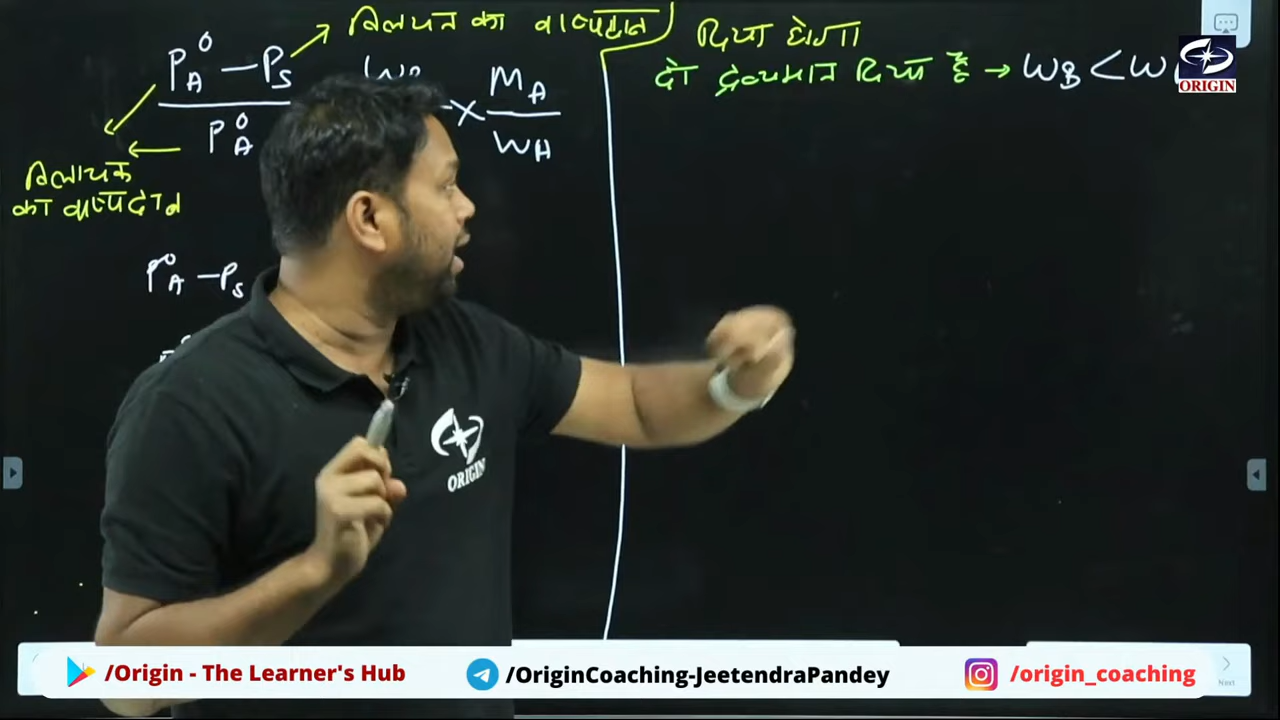 विलयन का वाष्पदाब
दिया होगा
दो द्रव्यमान दिया है → W_B < W
P_A^0 – P_S
P_A^0
× M_A
W_A
विलायक
का वाष्पदाब
P_A^0 – P_S
ORIGIN
ORIGIN
/Origin - The Learner's Hub
/OriginCoaching-JeetendraPandey
/origin_coaching
Next